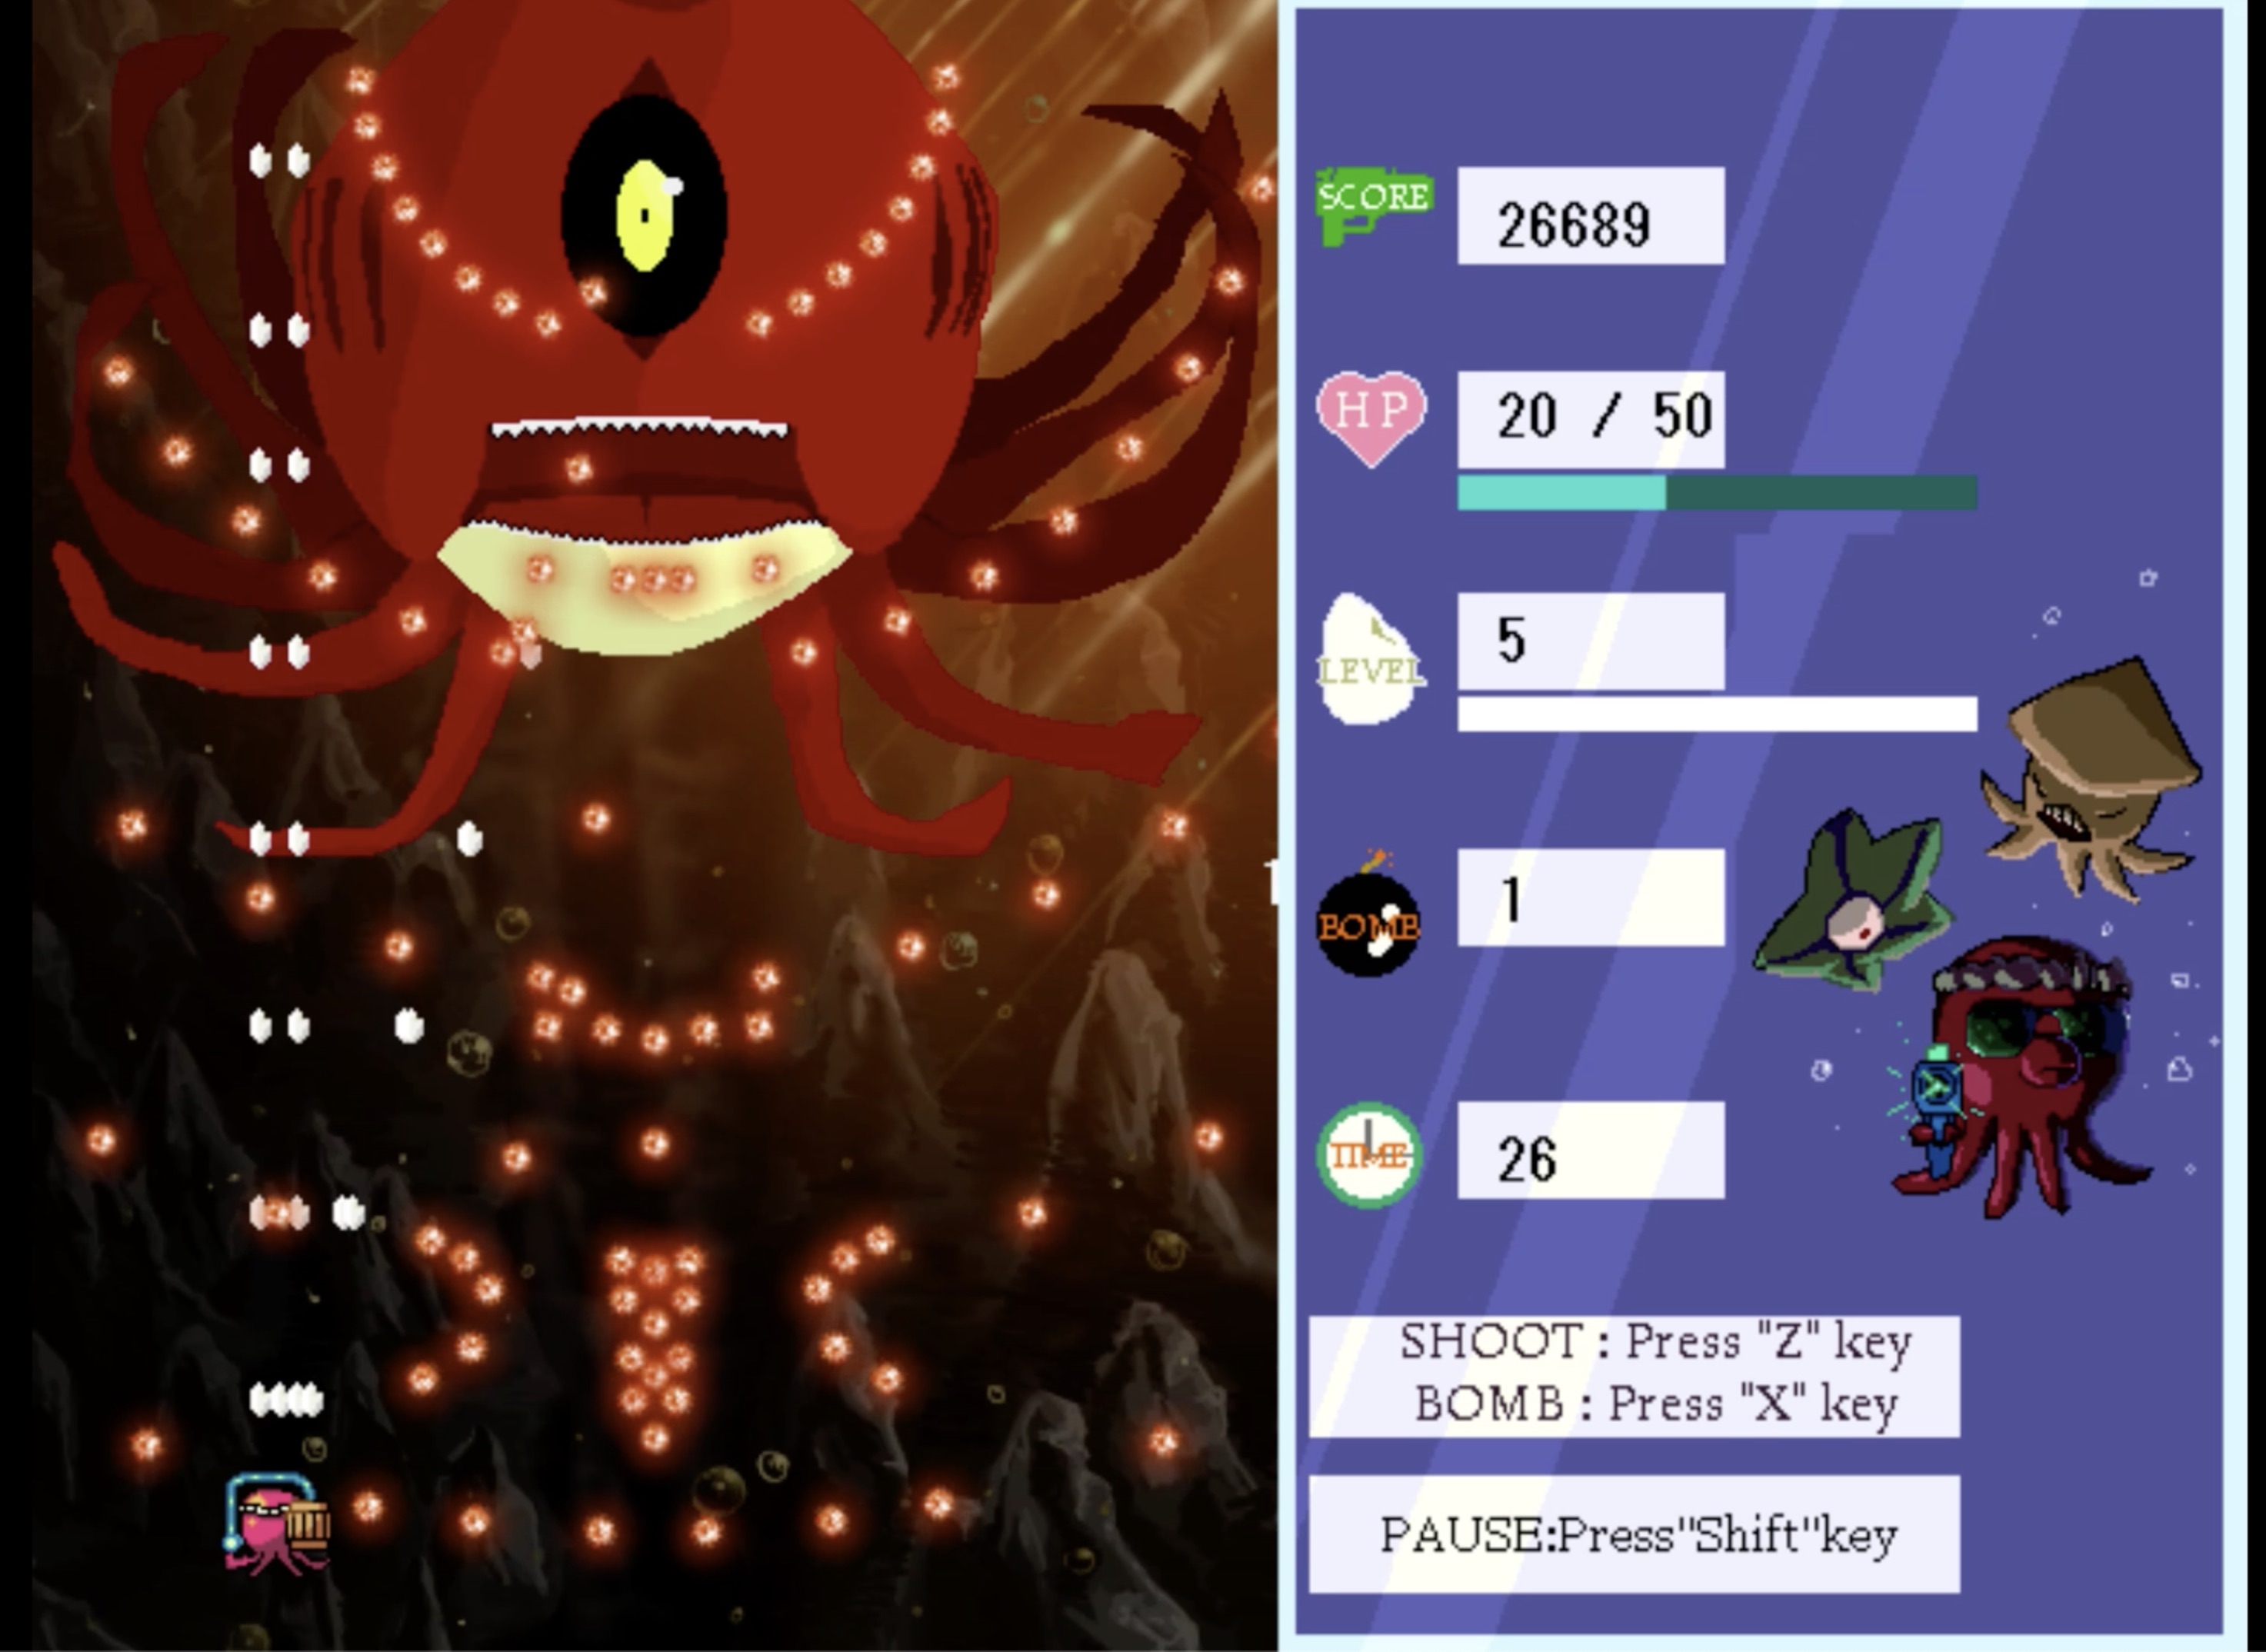 SCORE
26689
HP
20 / 50
LEVEL
5
BOMB
1
TIME
26
SHOOT : Press "Z" key
BOMB : Press "X" key
PAUSE:Press"Shift"key